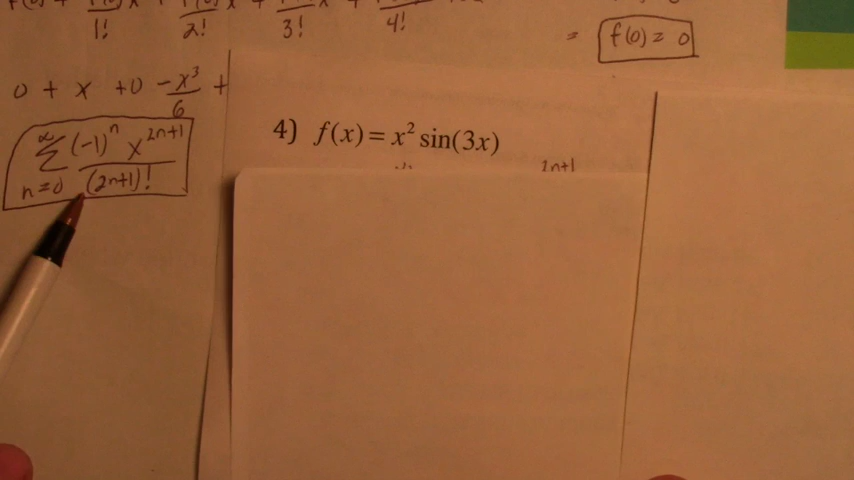 1! 2! 3! 4!
= f(0) = 0
0 + x + 0 - x³/6 +
∞ Σ n=0 (-1)ⁿ x²ⁿ⁺¹ / (2n+1)!
4) f(x) = x² sin(3x)
2n+1